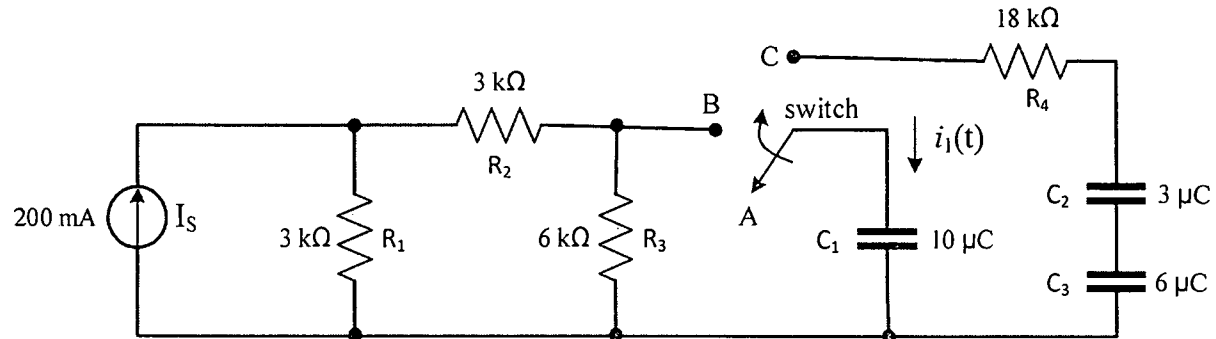 18 kΩ
C
R4
3 kΩ
B
switch
R2
i1(t)
200 mA
IS
3 kΩ
R1
6 kΩ
R3
A
C1
10 μC
C2
3 μC
C3
6 μC